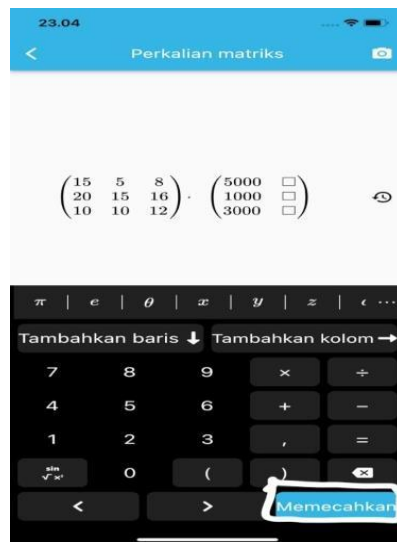 23.04
Perkalian matriks
15 5 8 5000
20 15 16 · 1000
10 10 12 3000
π | e | θ | x | y | z | ...
Tambahkan baris ↓ Tambahkan kolom →
7 8 9 × ÷
4 5 6 + −
1 2 3 , =
sin √ 0 ( )
< > Memecahkan